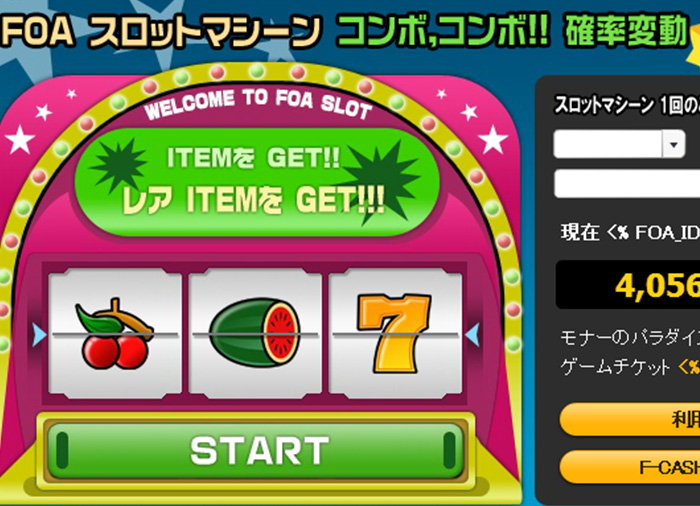 FOA スロットマシーン コンボ,コンボ!! 確率変動
WELCOME TO FOA SLOT
ITEMを GET!!
レア ITEMを GET!!!
START
スロットマシーン 1回の
現在 <% FOA_ID
4,056
モナーのパラダイ
ゲームチケット <%
利用
F-CASH